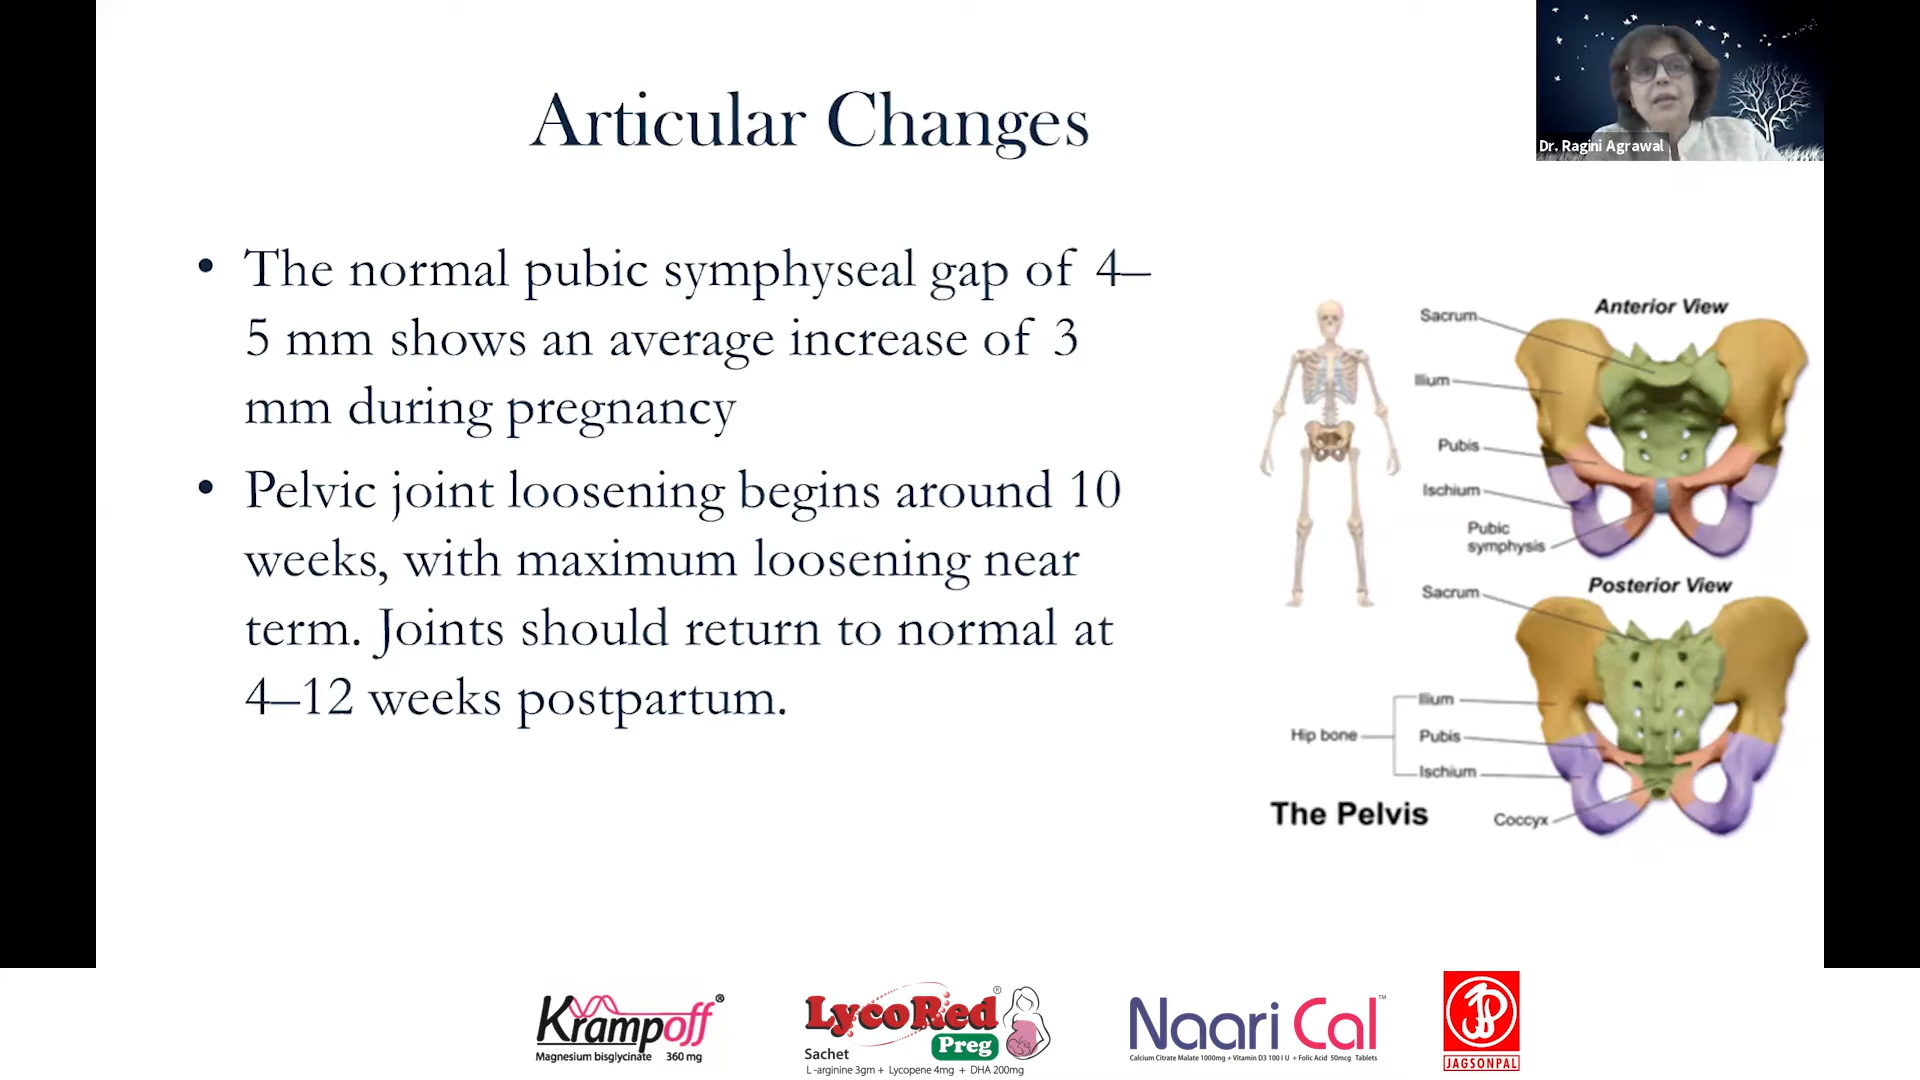 Articular Changes
Dr. Ragini Agrawal
• The normal pubic symphyseal gap of 4–
5 mm shows an average increase of 3
mm during pregnancy
• Pelvic joint loosening begins around 10
weeks, with maximum loosening near
term. Joints should return to normal at
4–12 weeks postpartum.
Anterior View
Sacrum
Ilium
Pubis
Ischium
Pubic
symphysis
Posterior View
Sacrum
Ilium
Hip bone
Pubis
Ischium
The Pelvis
Coccyx
Krampoff®
Magnesium bisglycinate 360 mg
LycoRed®
Preg
Sachet
L-arginine 3gm + Lycopene 4mg + DHA 200mg
Naari Cal™
Calcium Citrate Malate 1000mg + Vitamin D3 100 I U + Folic Acid 50mcg Tablets
JAGSONPAL